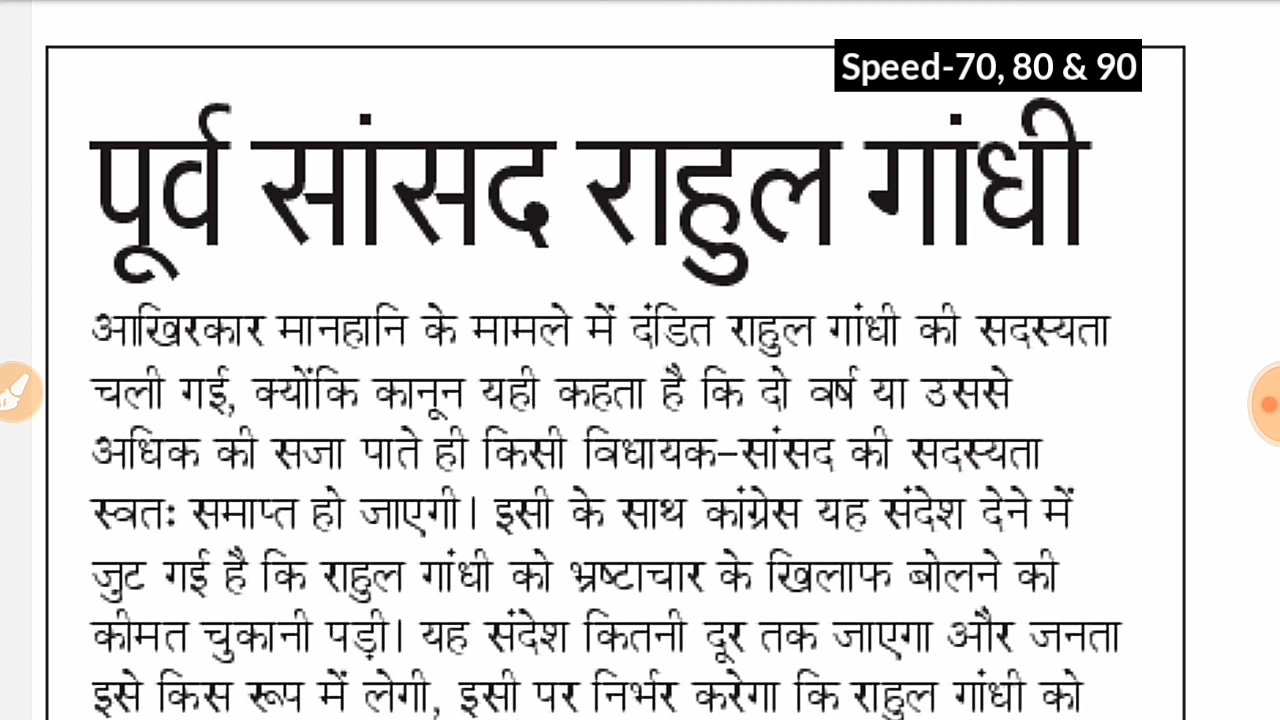 Speed-70, 80 & 90
पूर्व सांसद राहुल गांधी
आखिरकार मानहानि के मामले में दंडित राहुल गांधी की सदस्यता
चली गई, क्योंकि कानून यही कहता है कि दो वर्ष या उससे
अधिक की सजा पाते ही किसी विधायक-सांसद की सदस्यता
स्वतः समाप्त हो जाएगी। इसी के साथ कांग्रेस यह संदेश देने में
जुट गई है कि राहुल गांधी को भ्रष्टाचार के खिलाफ बोलने की
कीमत चुकानी पड़ी। यह संदेश कितनी दूर तक जाएगा और जनता
इसे किस रूप में लेगी, इसी पर निर्भर करेगा कि राहुल गांधी को